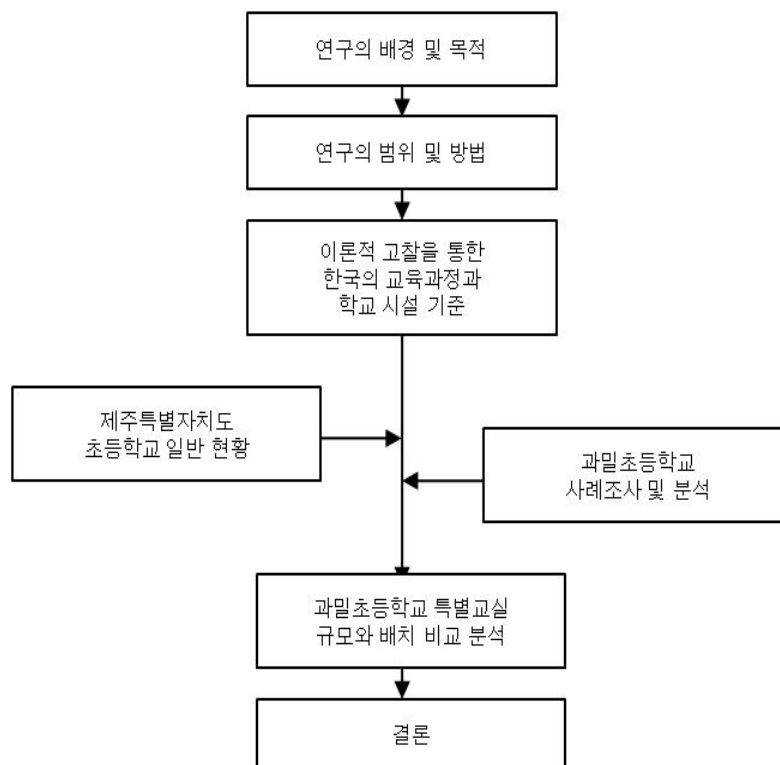 연구의 배경 및 목적
연구의 범위 및 방법
이론적 고찰을 통한
한국의 교육과정과
학교 시설 기준
제주특별자치도
초등학교 일반 현황
과밀초등학교
사례조사 및 분석
과밀초등학교 특별교실
규모와 배치 비교 분석
결론